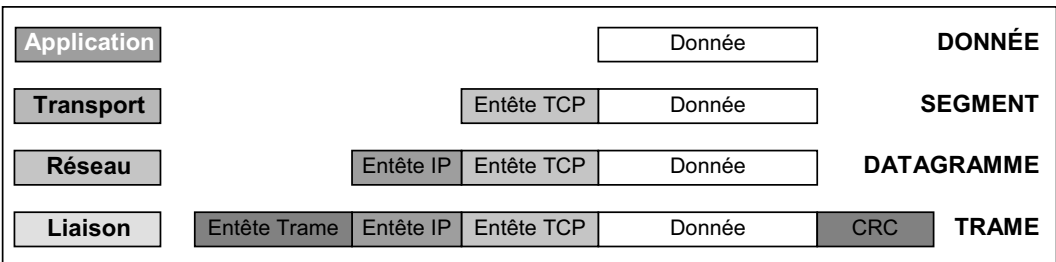 Application Donnée DONNÉE
Transport Entête TCP Donnée SEGMENT
Réseau Entête IP Entête TCP Donnée DATAGRAMME
Liaison Entête Trame Entête IP Entête TCP Donnée CRC TRAME